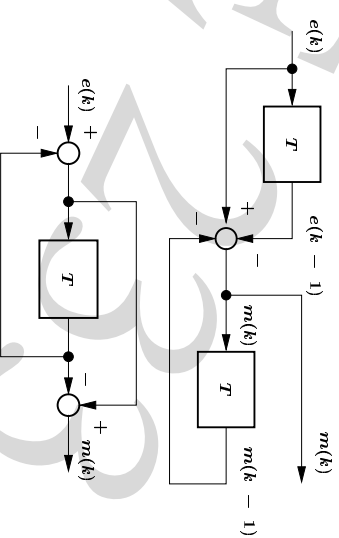 e(k) e(k − 1) m(k)
T
−
+ m(k) m(k − 1)
T
−
+
e(k) + − m(k)
T
−